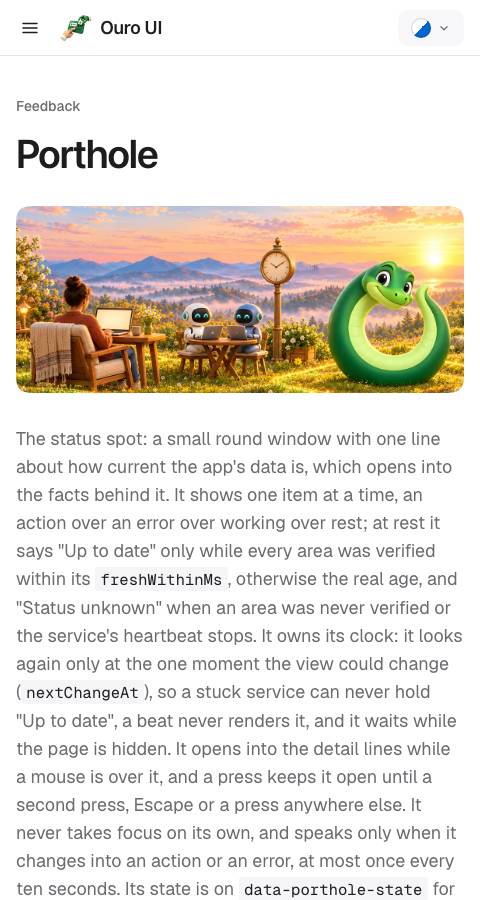 Ouro UI
Feedback
Porthole
The status spot: a small round window with one line
about how current the app's data is, which opens into
the facts behind it. It shows one item at a time, an
action over an error over working over rest; at rest it
says "Up to date" only while every area was verified
within its freshWithinMs, otherwise the real age, and
"Status unknown" when an area was never verified or
the service's heartbeat stops. It owns its clock: it looks
again only at the one moment the view could change
(nextChangeAt), so a stuck service can never hold
"Up to date", a beat never renders it, and it waits while
the page is hidden. It opens into the detail lines while
a mouse is over it, and a press keeps it open until a
second press, Escape or a press anywhere else. It
never takes focus on its own, and speaks only when it
changes into an action or an error, at most once every
ten seconds. Its state is on data-porthole-state for